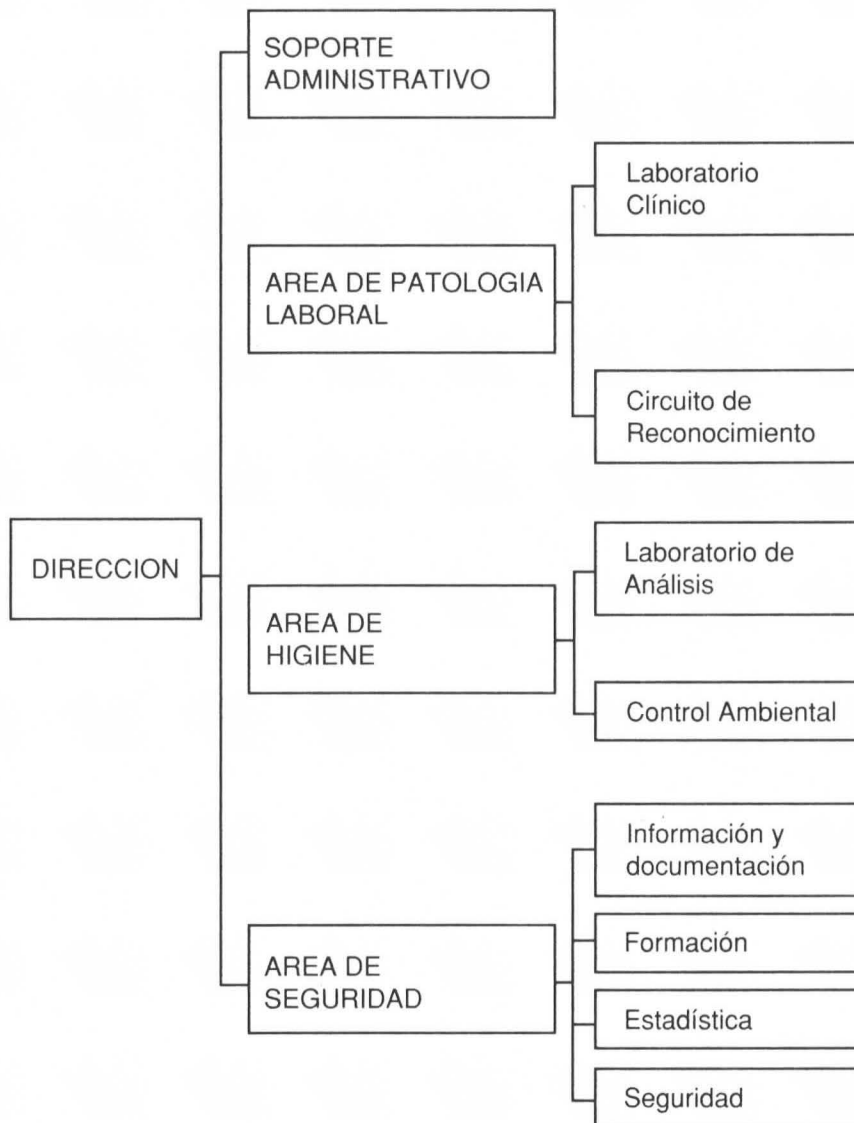 SOPORTE
ADMINISTRATIVO
Laboratorio
Clínico
AREA DE PATOLOGIA
LABORAL
Circuito de
Reconocimiento
DIRECCION
Laboratorio de
Análisis
AREA DE
HIGIENE
Control Ambiental
Información y
documentación
Formación
AREA DE
SEGURIDAD
Estadística
Seguridad